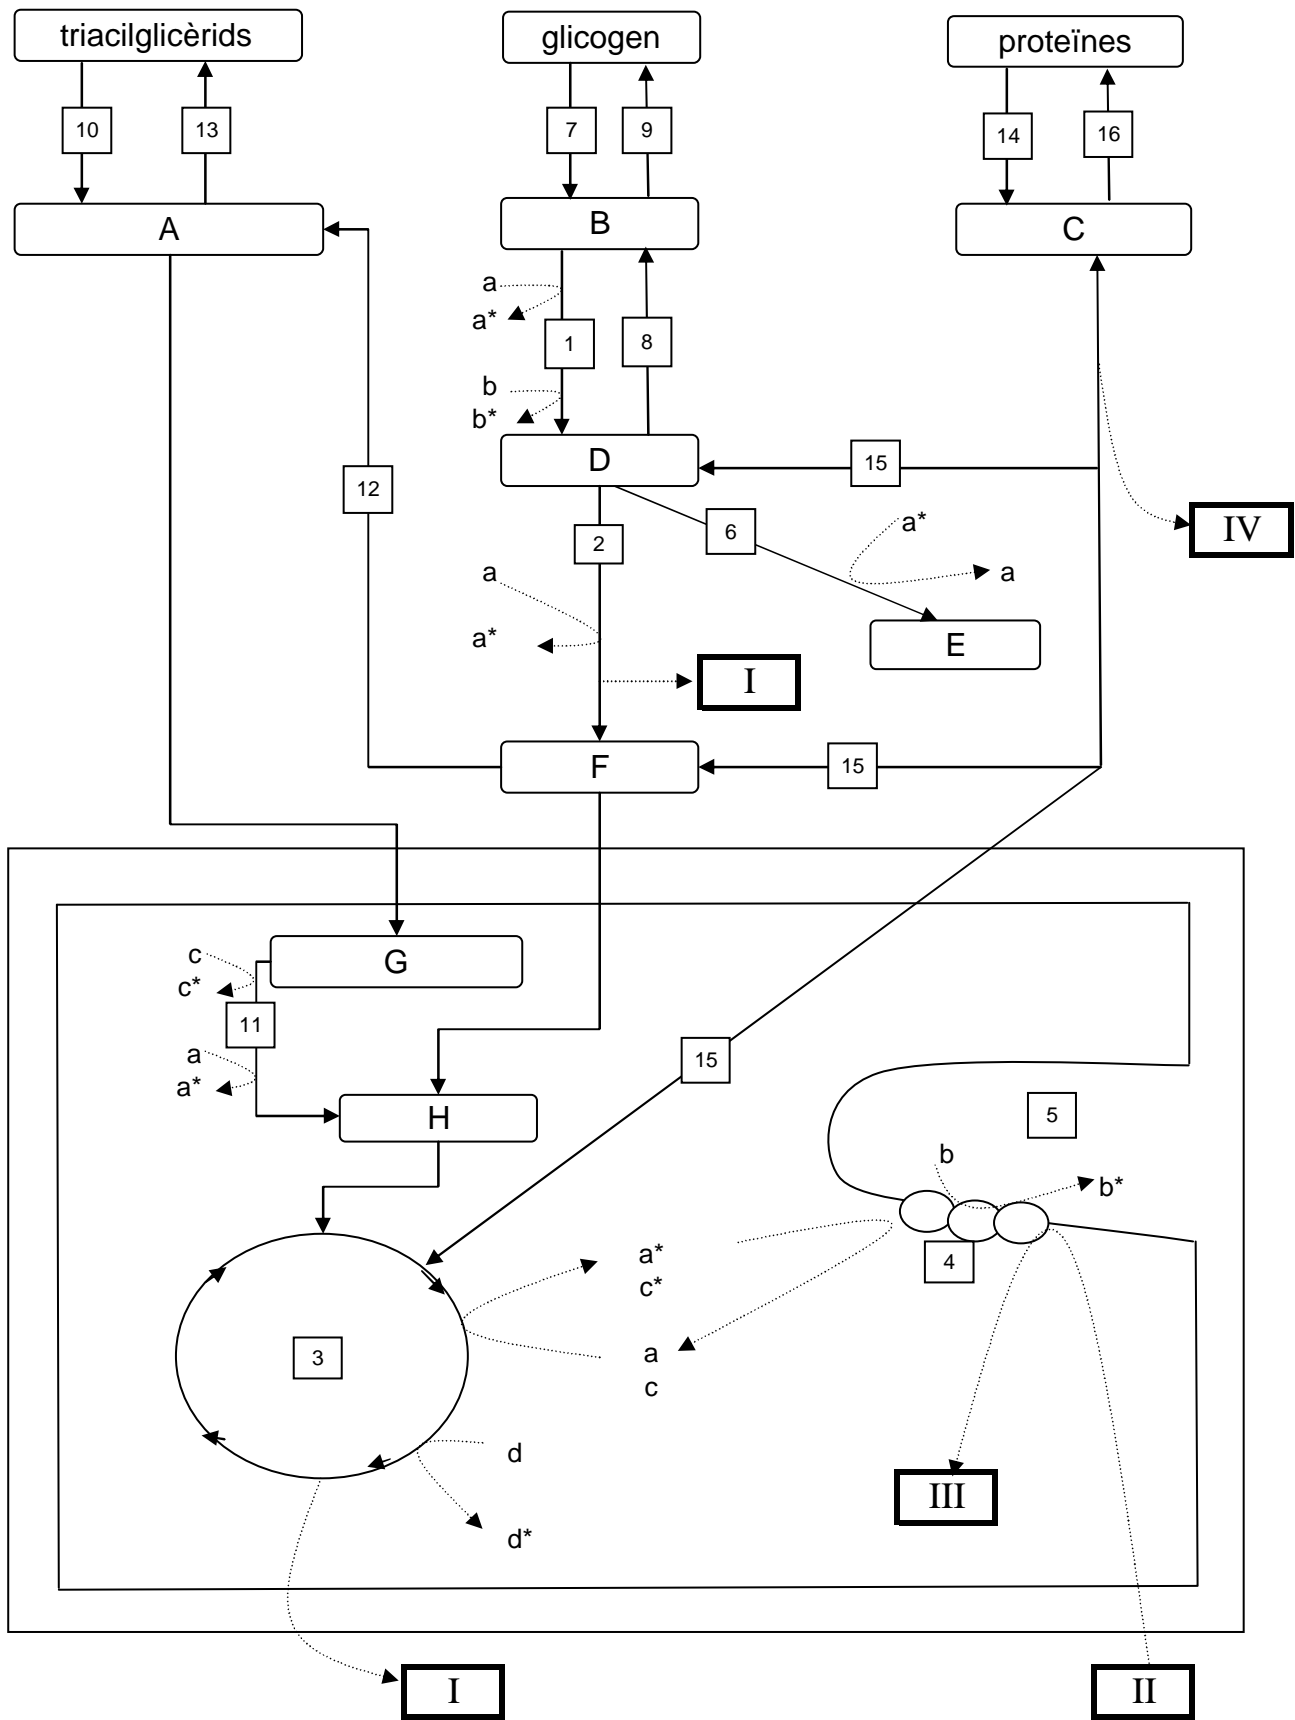 triacilglicèrids
glicogen
proteïnes
10
13
7
9
14
16
A
B
C
a
a*
1
8
b
b*
D
15
12
2
6
a*
IV
a
a
a*
E
I
F
15
G
c
c*
11
a
a*
15
H
5
b
b*
a*
c*
4
3
a
c
d
d*
III
I
II